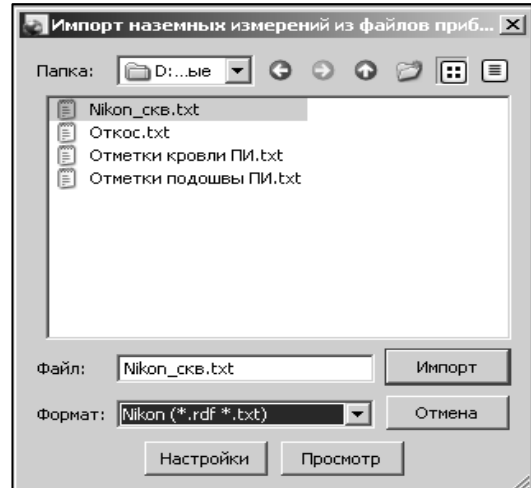 Импорт наземных измерений из файлов приб...
Папка: D:...ые
Nikon_скв.txt
Откос.txt
Отметки кровли ПИ.txt
Отметки подошвы ПИ.txt
Файл: Nikon_скв.txt Импорт
Формат: Nikon (*.rdf *.txt) Отмена
Настройки Просмотр